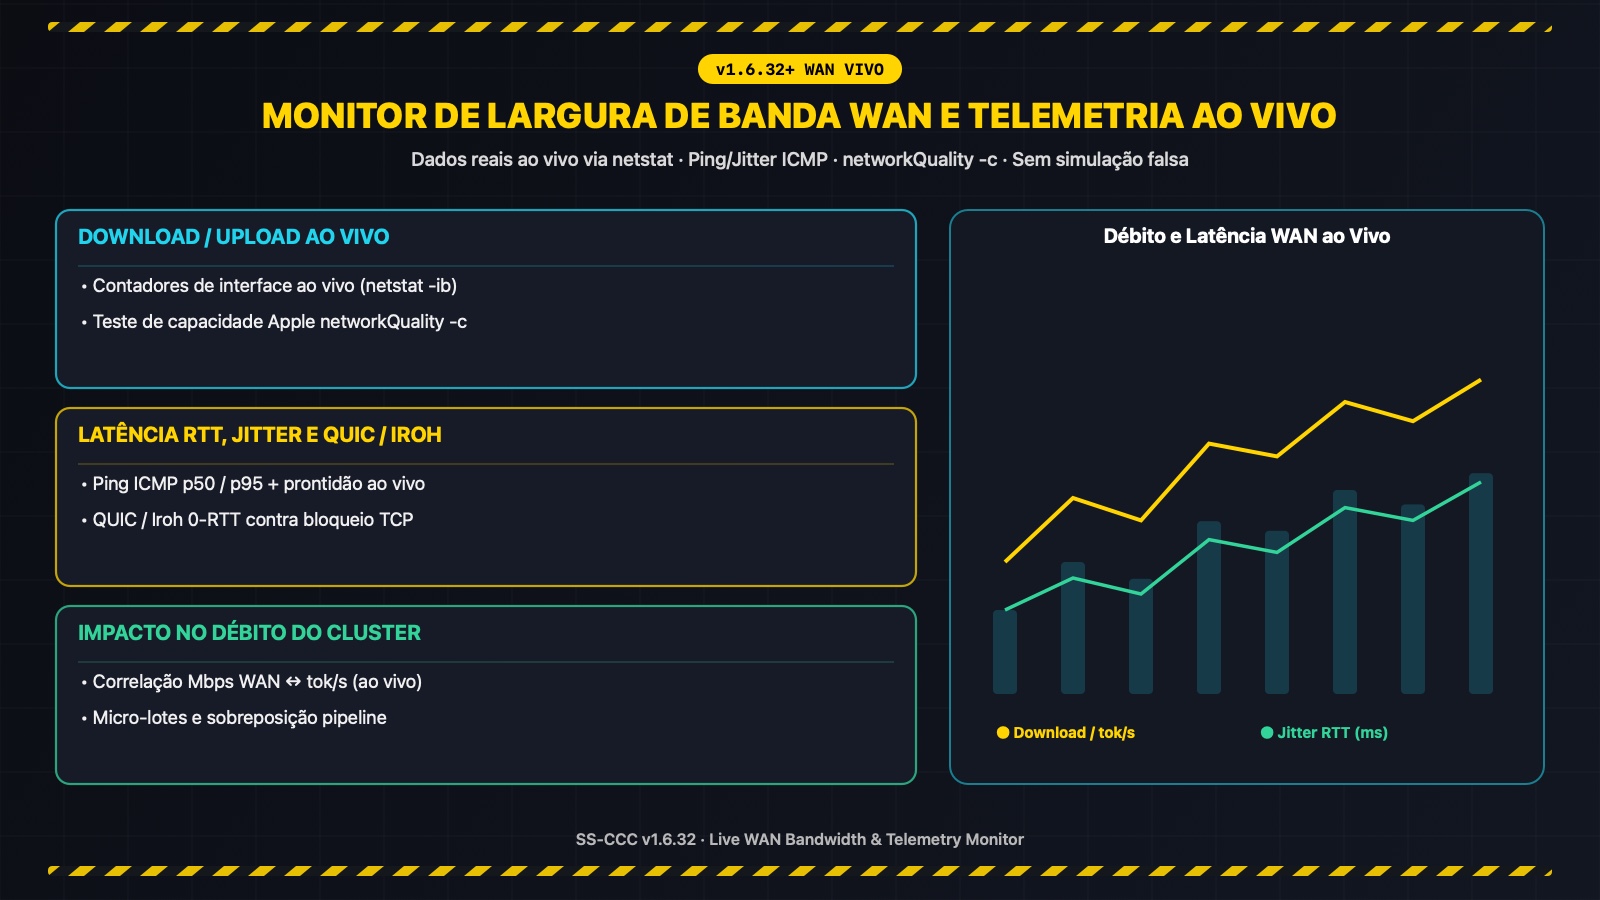 v1.6.32+ WAN VIVO
MONITOR DE LARGURA DE BANDA WAN E TELEMETRIA AO VIVO
Dados reais ao vivo via netstat · Ping/Jitter ICMP · networkQuality -c · Sem simulação falsa
DOWNLOAD / UPLOAD AO VIVO
• Contadores de interface ao vivo (netstat -ib)
• Teste de capacidade Apple networkQuality -c
LATÊNCIA RTT, JITTER E QUIC / IROH
• Ping ICMP p50 / p95 + prontidão ao vivo
• QUIC / Iroh 0-RTT contra bloqueio TCP
IMPACTO NO DÉBITO DO CLUSTER
• Correlação Mbps WAN ↔ tok/s (ao vivo)
• Micro-lotes e sobreposição pipeline
Débito e Latência WAN ao Vivo
Download / tok/s
Jitter RTT (ms)
SS-CCC v1.6.32 · Live WAN Bandwidth & Telemetry Monitor